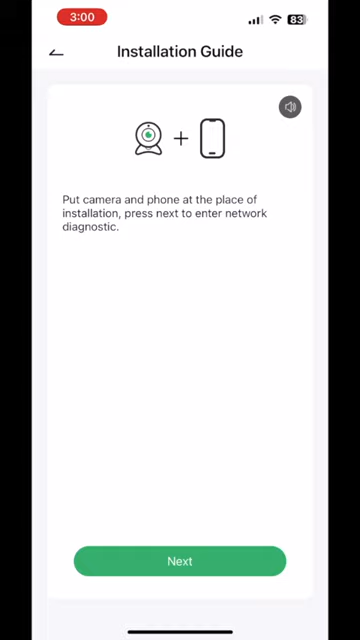 3:00
83
Installation Guide
Put camera and phone at the place of
installation, press next to enter network
diagnostic.
Next